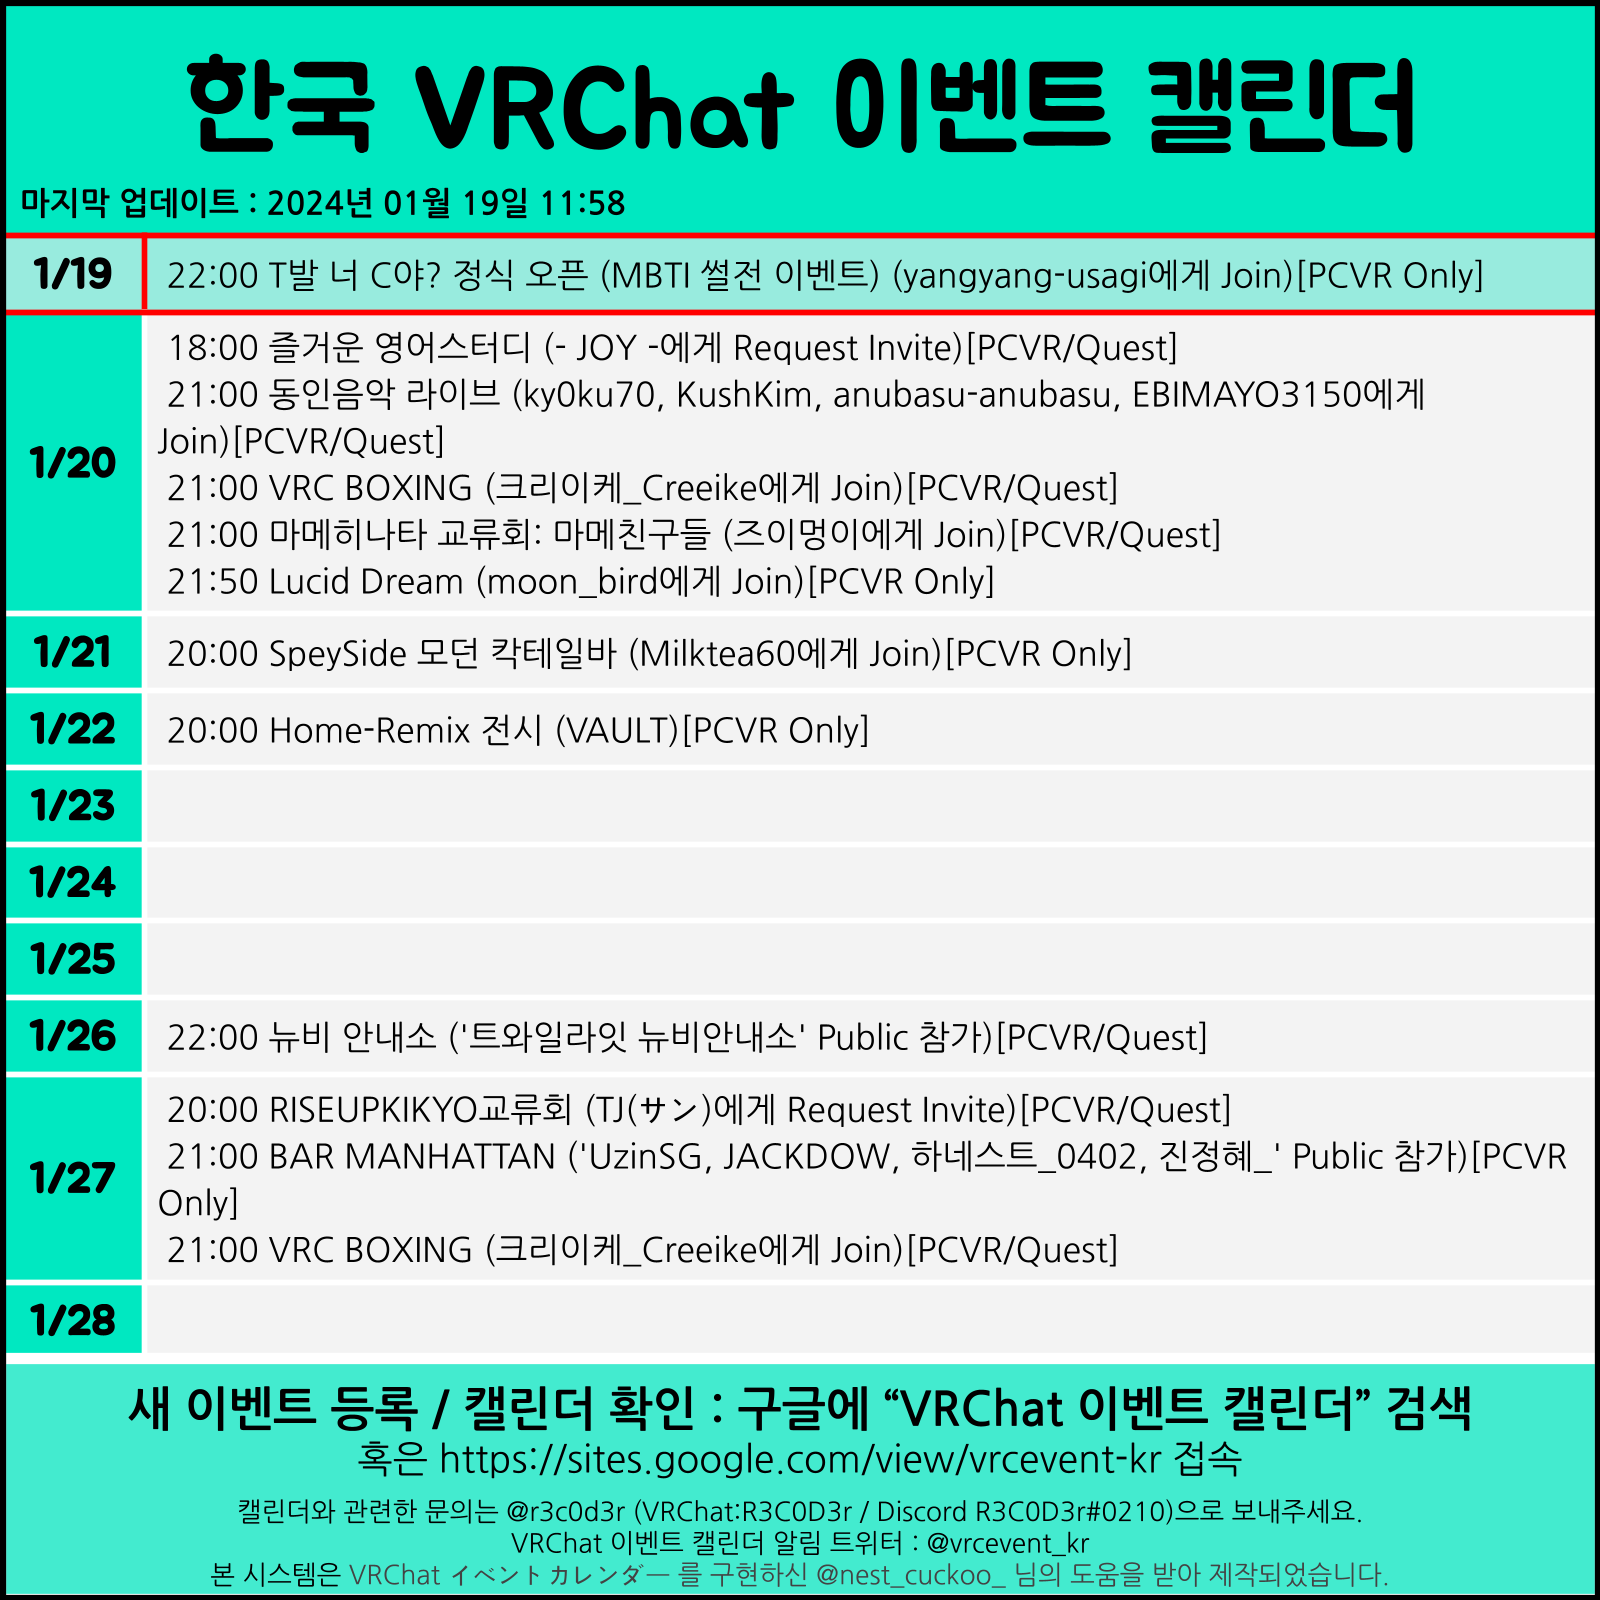 한국 VRChat 이벤트 캘린더
마지막 업데이트 : 2024년 01월 19일 11:58
1/19
22:00 T발 너 C야? 정식 오픈 (MBTI 썰전 이벤트) (yangyang-usagi에게 Join)[PCVR Only]
1/20
18:00 즐거운 영어스터디 (- JOY -에게 Request Invite)[PCVR/Quest]
21:00 동인음악 라이브 (ky0ku70, KushKim, anubasu-anubasu, EBIMAYO3150에게
Join)[PCVR/Quest]
21:00 VRC BOXING (크리이케_Creeike에게 Join)[PCVR/Quest]
21:00 마메히나타 교류회: 마메친구들 (즈이멍이에게 Join)[PCVR/Quest]
21:50 Lucid Dream (moon_bird에게 Join)[PCVR Only]
1/21
20:00 SpeySide 모던 칵테일바 (Milktea60에게 Join)[PCVR Only]
1/22
20:00 Home-Remix 전시 (VAULT)[PCVR Only]
1/23
1/24
1/25
1/26
22:00 뉴비 안내소 ('트와일라잇 뉴비안내소' Public 참가)[PCVR/Quest]
1/27
20:00 RISEUPKIKYO교류회 (TJ(サン)에게 Request Invite)[PCVR/Quest]
21:00 BAR MANHATTAN ('UzinSG, JACKDOW, 하네스트_0402, 진정혜_' Public 참가)[PCVR
Only]
21:00 VRC BOXING (크리이케_Creeike에게 Join)[PCVR/Quest]
1/28
새 이벤트 등록 / 캘린더 확인 : 구글에 “VRChat 이벤트 캘린더” 검색
혹은 https://sites.google.com/view/vrcevent-kr 접속
캘린더와 관련한 문의는 @r3c0d3r (VRChat:R3C0D3r / Discord R3C0D3r#0210)으로 보내주세요.
VRChat 이벤트 캘린더 알림 트위터 : @vrcevent_kr
본 시스템은 VRChat イベントカレンダー 를 구현하신 @nest_cuckoo_ 님의 도움을 받아 제작되었습니다.